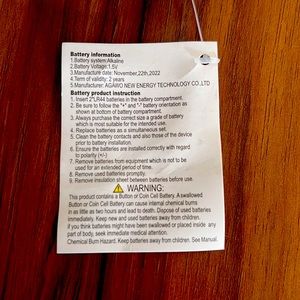 Battery information
1.Battery system:Alkaline
2.Battery Voltage:1.5V
3.Manufacture date: November,22th,2022
4.Term of validity: 2 years
5.Manufacturer: AGAWO NEW ENERGY TECHNOLOGY CO.,LTD
Battery product instruction
1. Insert 2*LR44 batteries in the battery compartment.
2. Be sure to follow the "+" and "-" battery orientation as
shown at battery compartment.
3. Always purchase the correct size a grade of battery
which is most suitable for the intended use.
4. Replace batteries as a simultaneous set.
5. Clean the battery contacts and also those of the device
prior to battery installation.
6. Ensure the batteries are installed correctly with regard
to polarity (+/-)
7. Remove batteries from equipment which is not to be
used for an extended period of time.
8. Remove used batteries promptly.
9. Remove insulation sheet between batteries before use.
WARNING:
This product contains a Button or Coin Cell Battery. A swallowed
Button or Coin Cell Battery can cause internal chemical burns
in as little as two hours and lead to death. Dispose of used batteries
immediately. Keep new and used batteries away from children.
if you think batteries might have been swallowed or placed inside any
part of body, seek immediate medical attention.
Chemical Burn Hazard. Keep batteries away from children. See Manual.